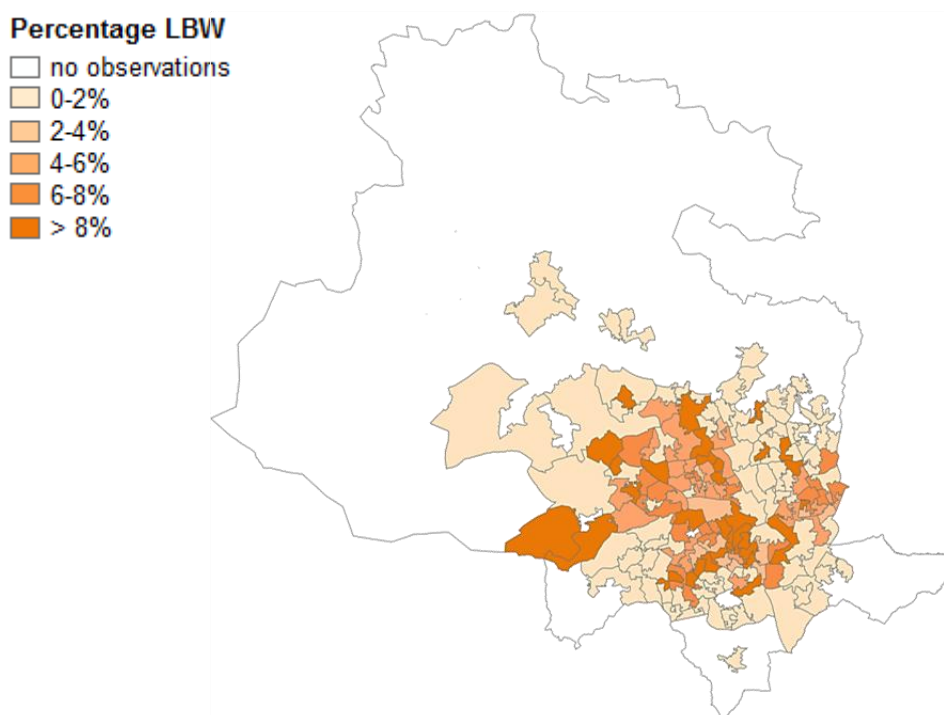 Percentage LBW
no observations
0-2%
2-4%
4-6%
6-8%
> 8%